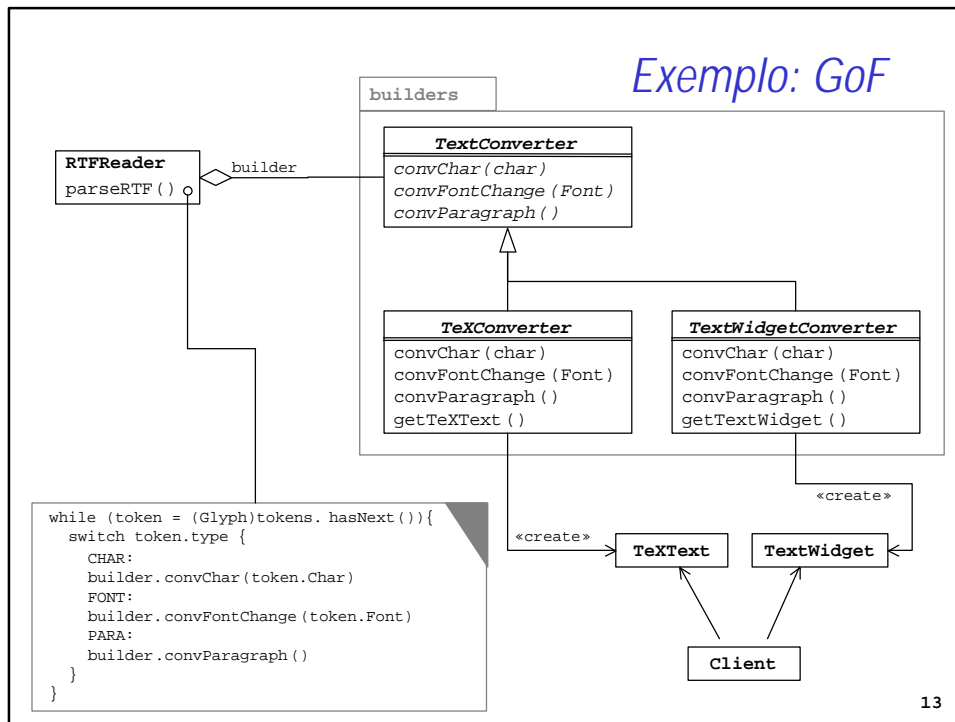 Exemplo: GoF
builders
TextConverter
convChar(char)
convFontChange(Font)
convParagraph()
RTFReader
parseRTF()
builder
TeXConverter
convChar(char)
convFontChange(Font)
convParagraph()
getTeXText()
TextWidgetConverter
convChar(char)
convFontChange(Font)
convParagraph()
getTextWidget()
«create»
«create»
while (token = (Glyph)tokens. hasNext()){
switch token.type {
CHAR:
builder.convChar(token.Char)
FONT:
builder.convFontChange(token.Font)
PARA:
builder.convParagraph()
}
}
TeXText
TextWidget
Client
13